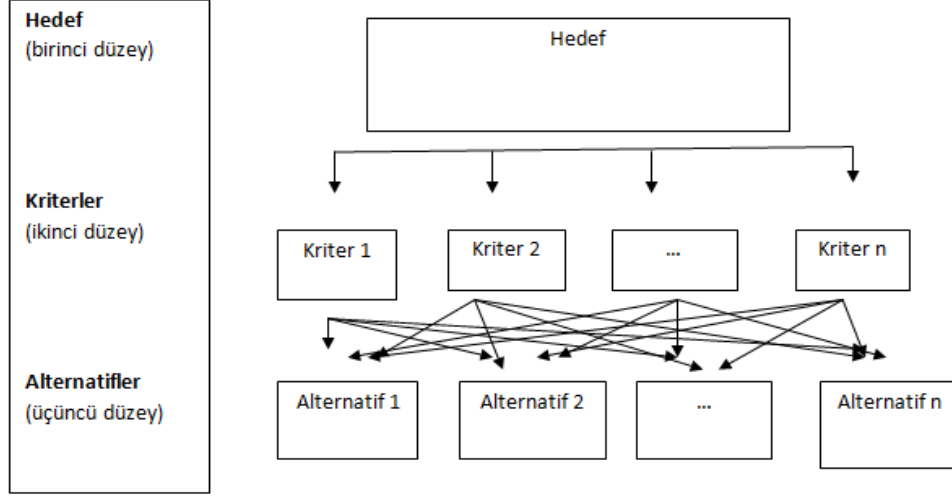 Hedef
(birinci düzey)
Hedef
Kriterler
(ikinci düzey)
Kriter 1
Kriter 2
...
Kriter n
Alternatifler
(üçüncü düzey)
Alternatif 1
Alternatif 2
...
Alternatif n